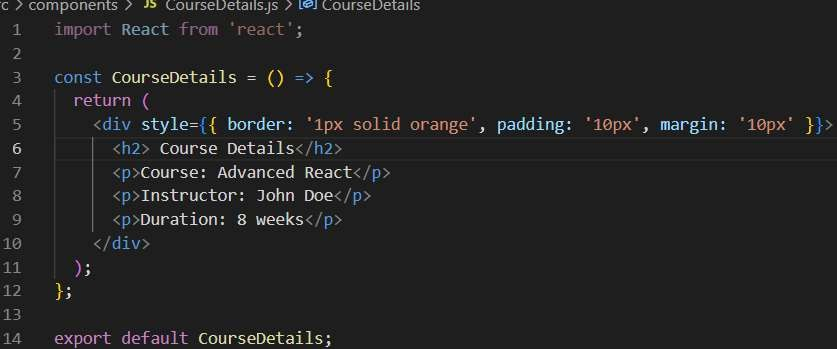 rc > components > JS CourseDetails.js > CourseDetails
1 import React from 'react';
2
3 const CourseDetails = () => {
4 return (
5 <div style={{ border: '1px solid orange', padding: '10px', margin: '10px' }}>
6 <h2> Course Details</h2>
7 <p>Course: Advanced React</p>
8 <p>Instructor: John Doe</p>
9 <p>Duration: 8 weeks</p>
10 </div>
11 );
12 };
13
14 export default CourseDetails;